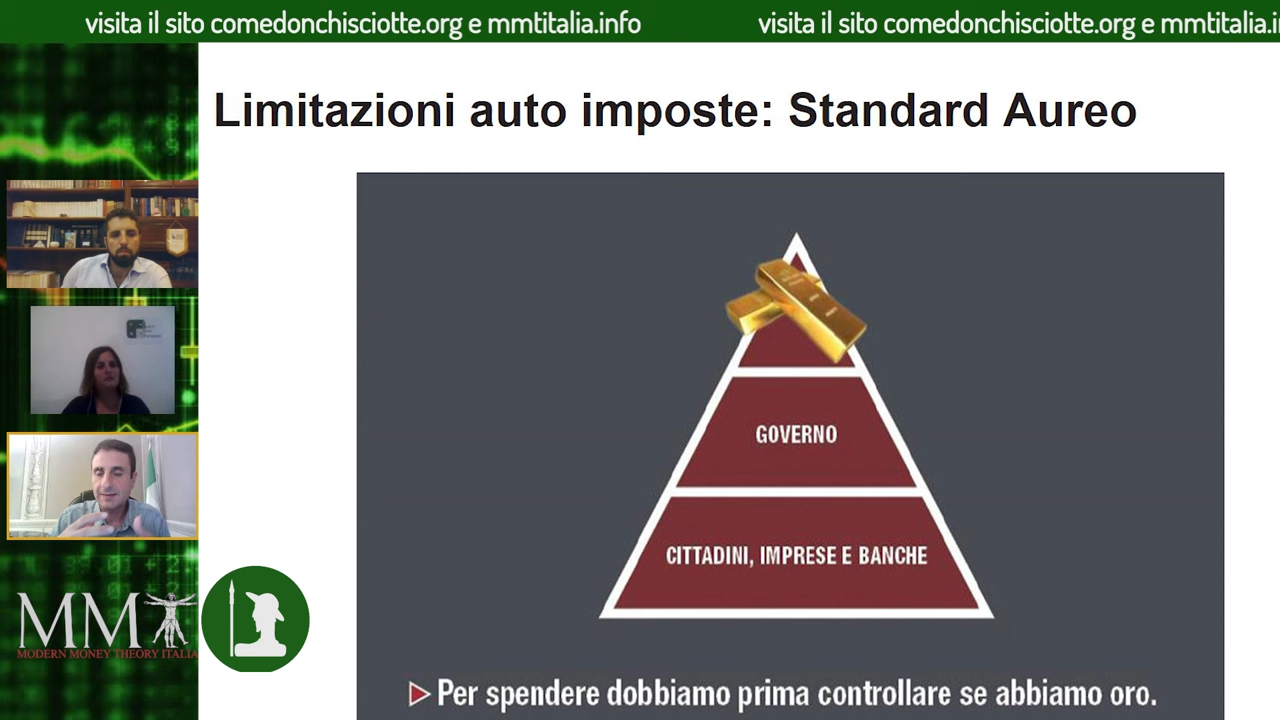 visita il sito comedonchisciotte.org e mmtitalia.info
visita il sito comedonchisciotte.org e mmtitalia.i
Limitazioni auto imposte: Standard Aureo
GOVERNO
CITTADINI, IMPRESE E BANCHE
Per spendere dobbiamo prima controllare se abbiamo oro.
MMT
MODERN MONEY THEORY ITALIA